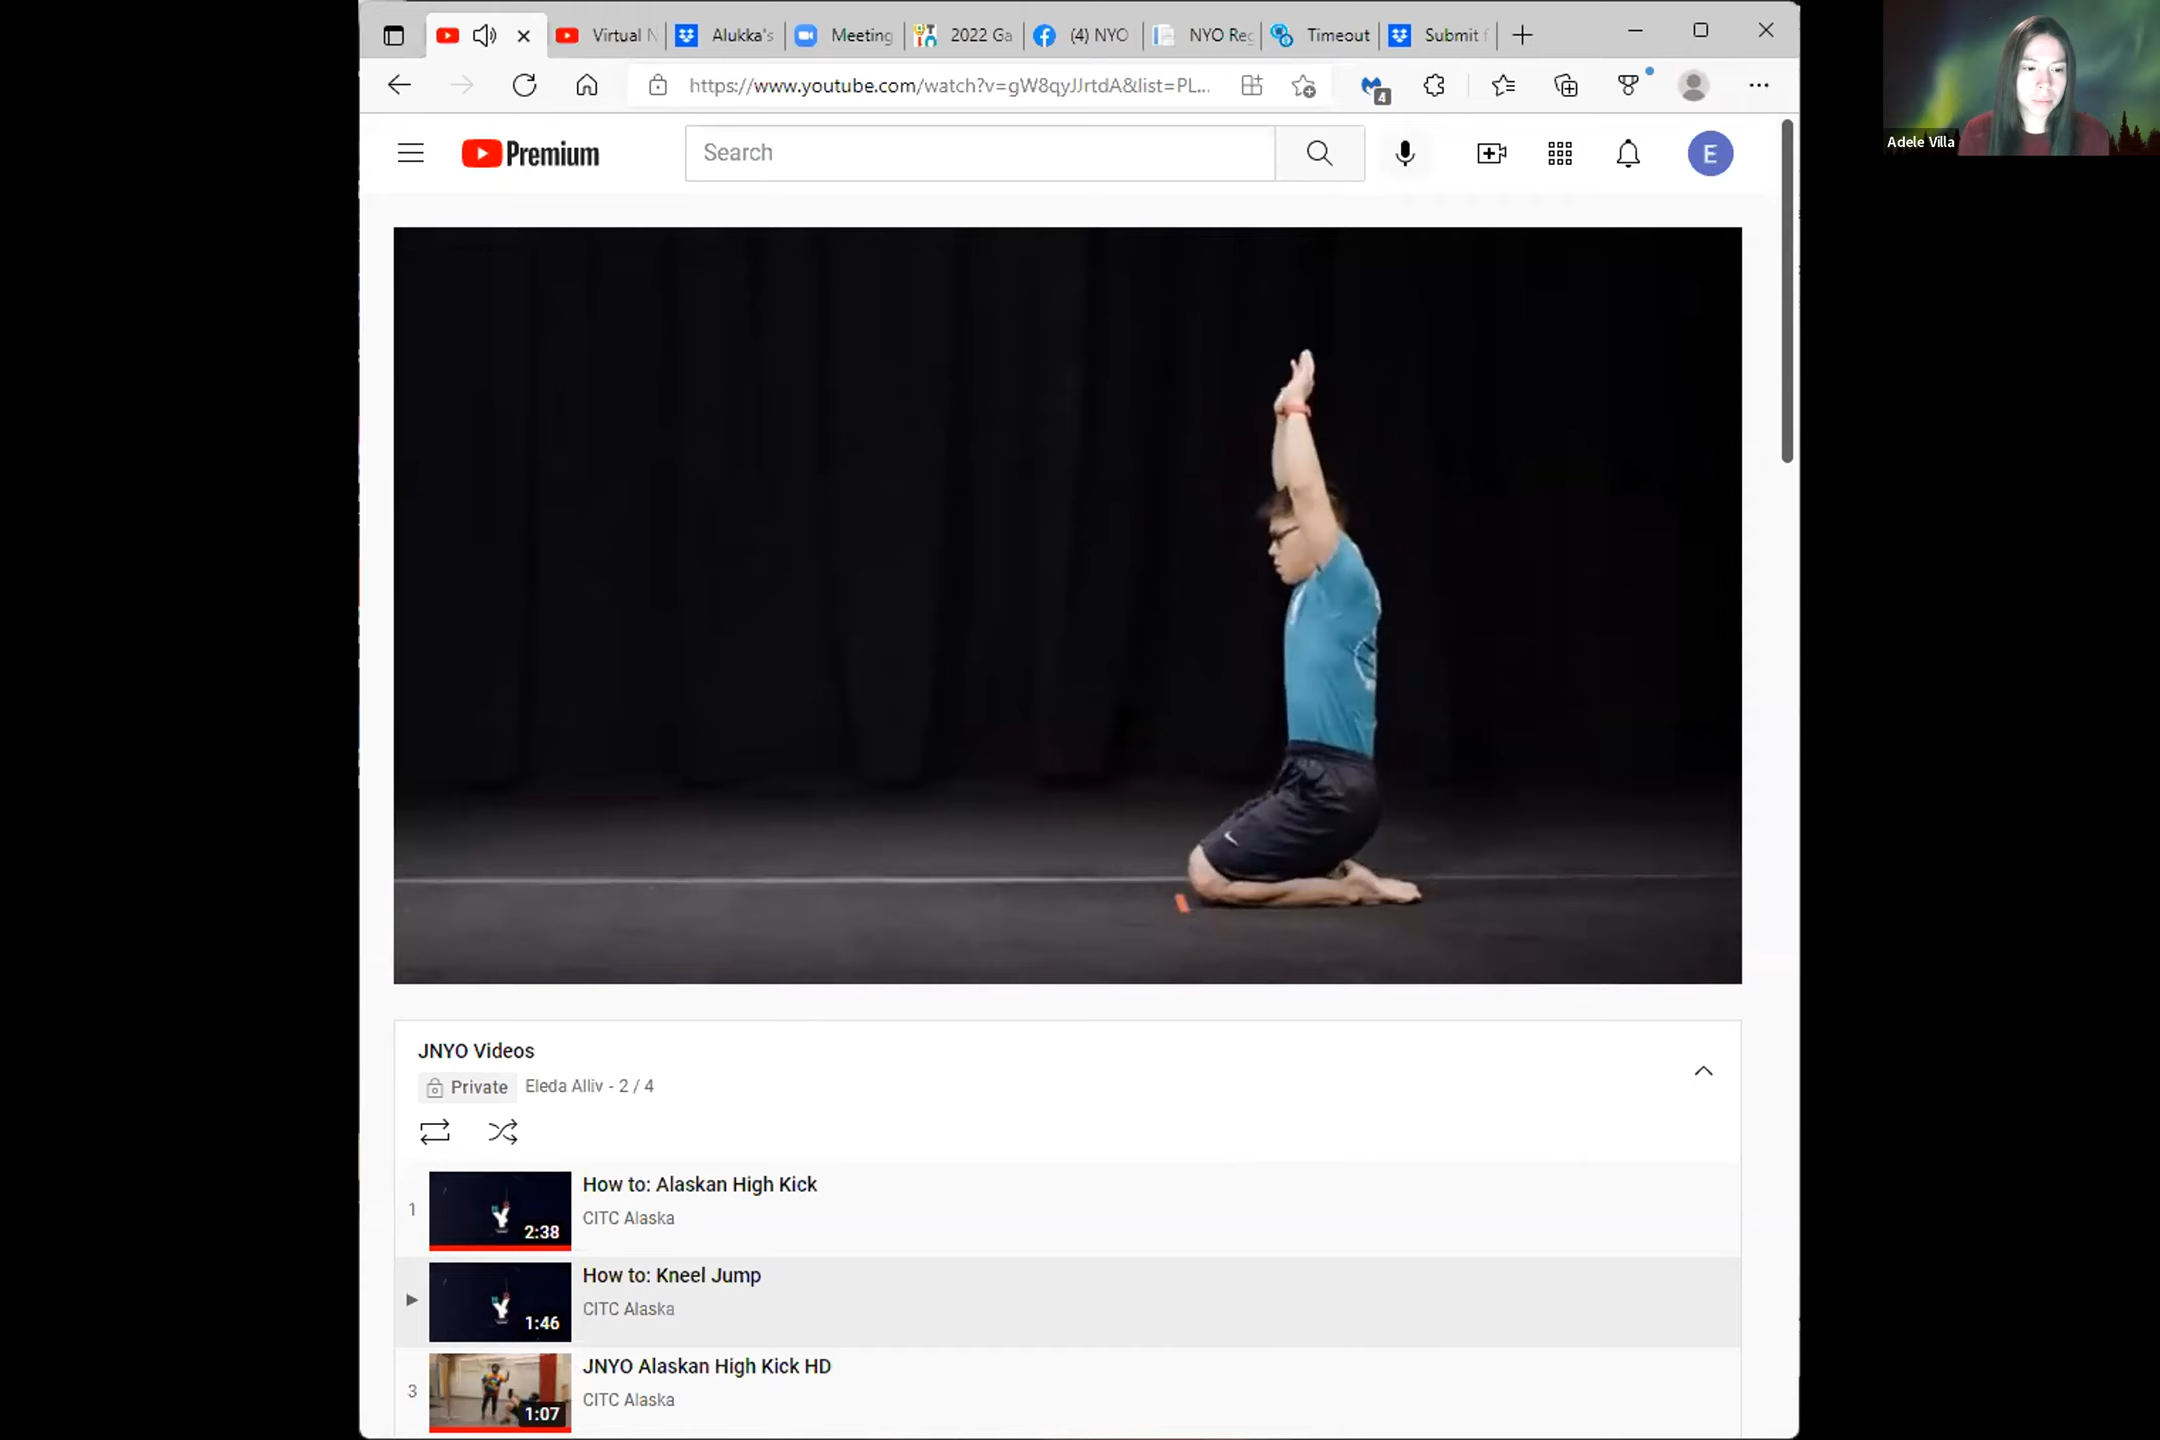 Virtual N
Alukka's
Meeting
2022 Ga
(4) NYO
NYO Reg
Timeout
Submit f
https://www.youtube.com/watch?v=gW8qyJJrtdA&list=PL...
4
Premium
Search
E
Adele Villa
JNYO Videos
Private Eleda Alliv - 2 / 4
1
2:38
How to: Alaskan High Kick
CITC Alaska
1:46
How to: Kneel Jump
CITC Alaska
3
1:07
JNYO Alaskan High Kick HD
CITC Alaska